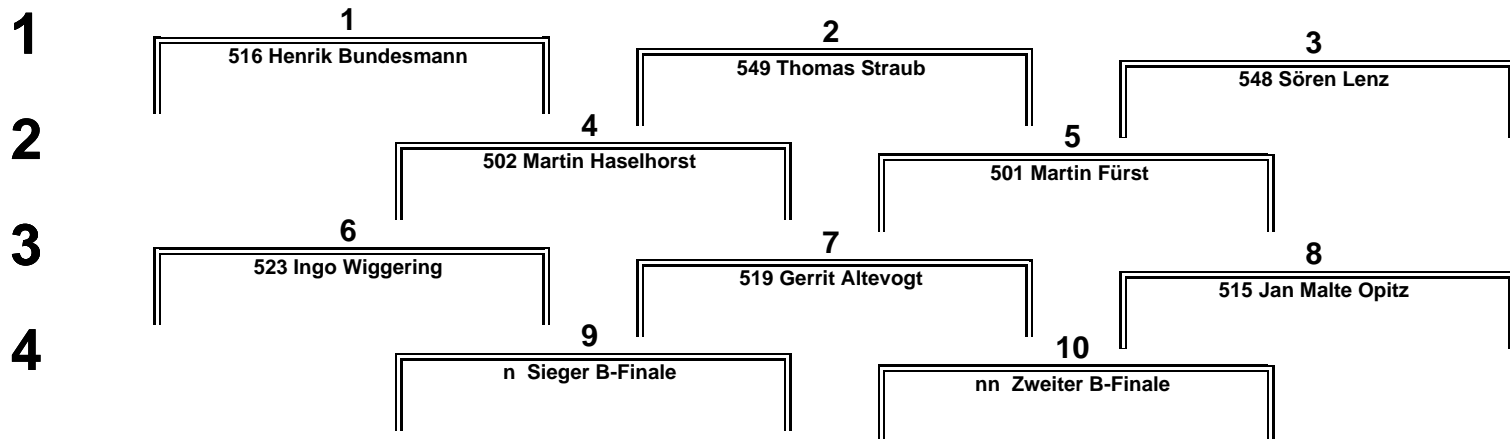 1
1
2
3
516 Henrik Bundesmann
549 Thomas Straub
548 Sören Lenz
2
4
5
502 Martin Haselhorst
501 Martin Fürst
3
6
7
8
523 Ingo Wiggering
519 Gerrit Altevogt
515 Jan Malte Opitz
4
9
10
n Sieger B-Finale
nn Zweiter B-Finale